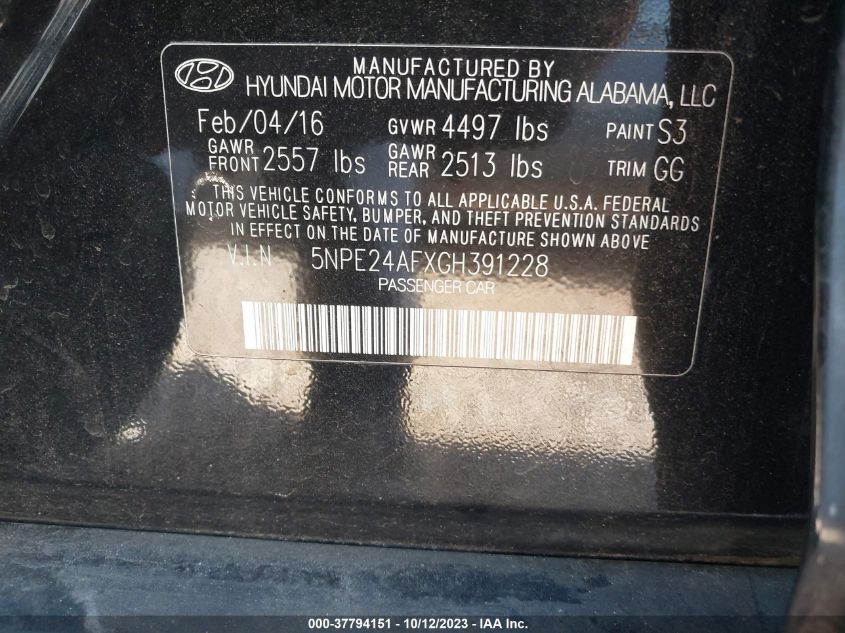 MANUFACTURED BY
HYUNDAI MOTOR MANUFACTURING ALABAMA, LLC
Feb/04/16 GVWR 4497 lbs PAINT S3
GAWR FRONT 2557 lbs GAWR REAR 2513 lbs TRIM GG
THIS VEHICLE CONFORMS TO ALL APPLICABLE U.S.A. FEDERAL
MOTOR VEHICLE SAFETY, BUMPER, AND THEFT PREVENTION STANDARDS
IN EFFECT ON THE DATE OF MANUFACTURE SHOWN ABOVE
V.I.N 5NPE24AFXGH391228
PASSENGER CAR
000-37794151 - 10/12/2023 - IAA Inc.